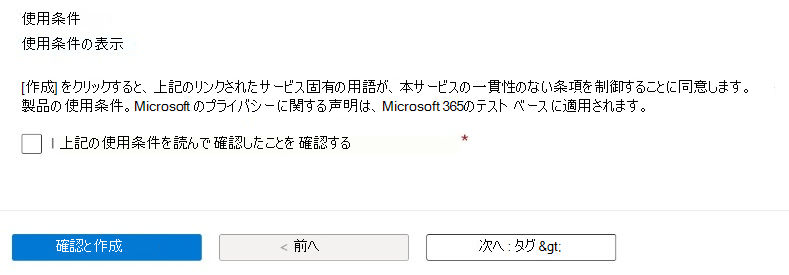 使用条件
使用条件の表示
[作成] をクリックすると、上記のリンクされたサービス固有の用語が、本サービスの一貫性のない条項を制御することに同意します。
製品の使用条件。Microsoft のプライバシーに関する声明は、Microsoft 365のテスト ベースに適用されます。
I 上記の使用条件を読んで確認したことを確認する *
確認と作成
< 前へ
次へ : タグ &gt;